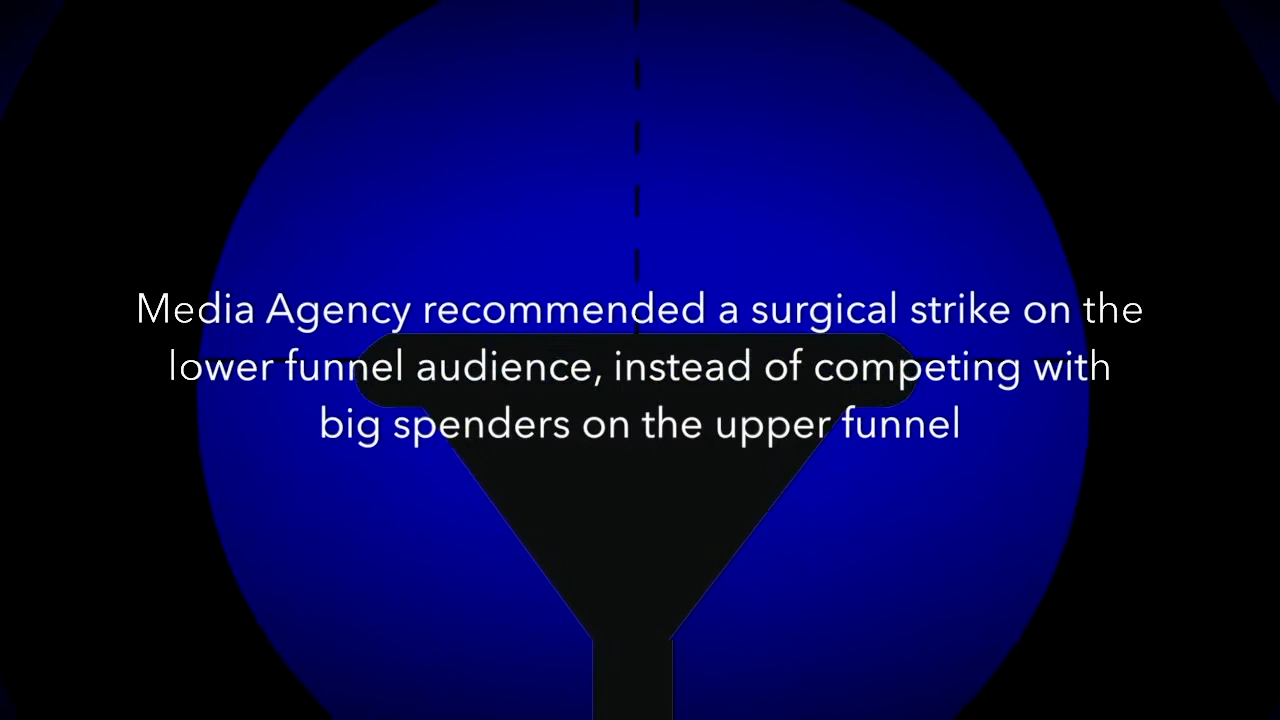 Media Agency recommended a surgical strike on the
lower funnel audience, instead of competing with
big spenders on the upper funnel